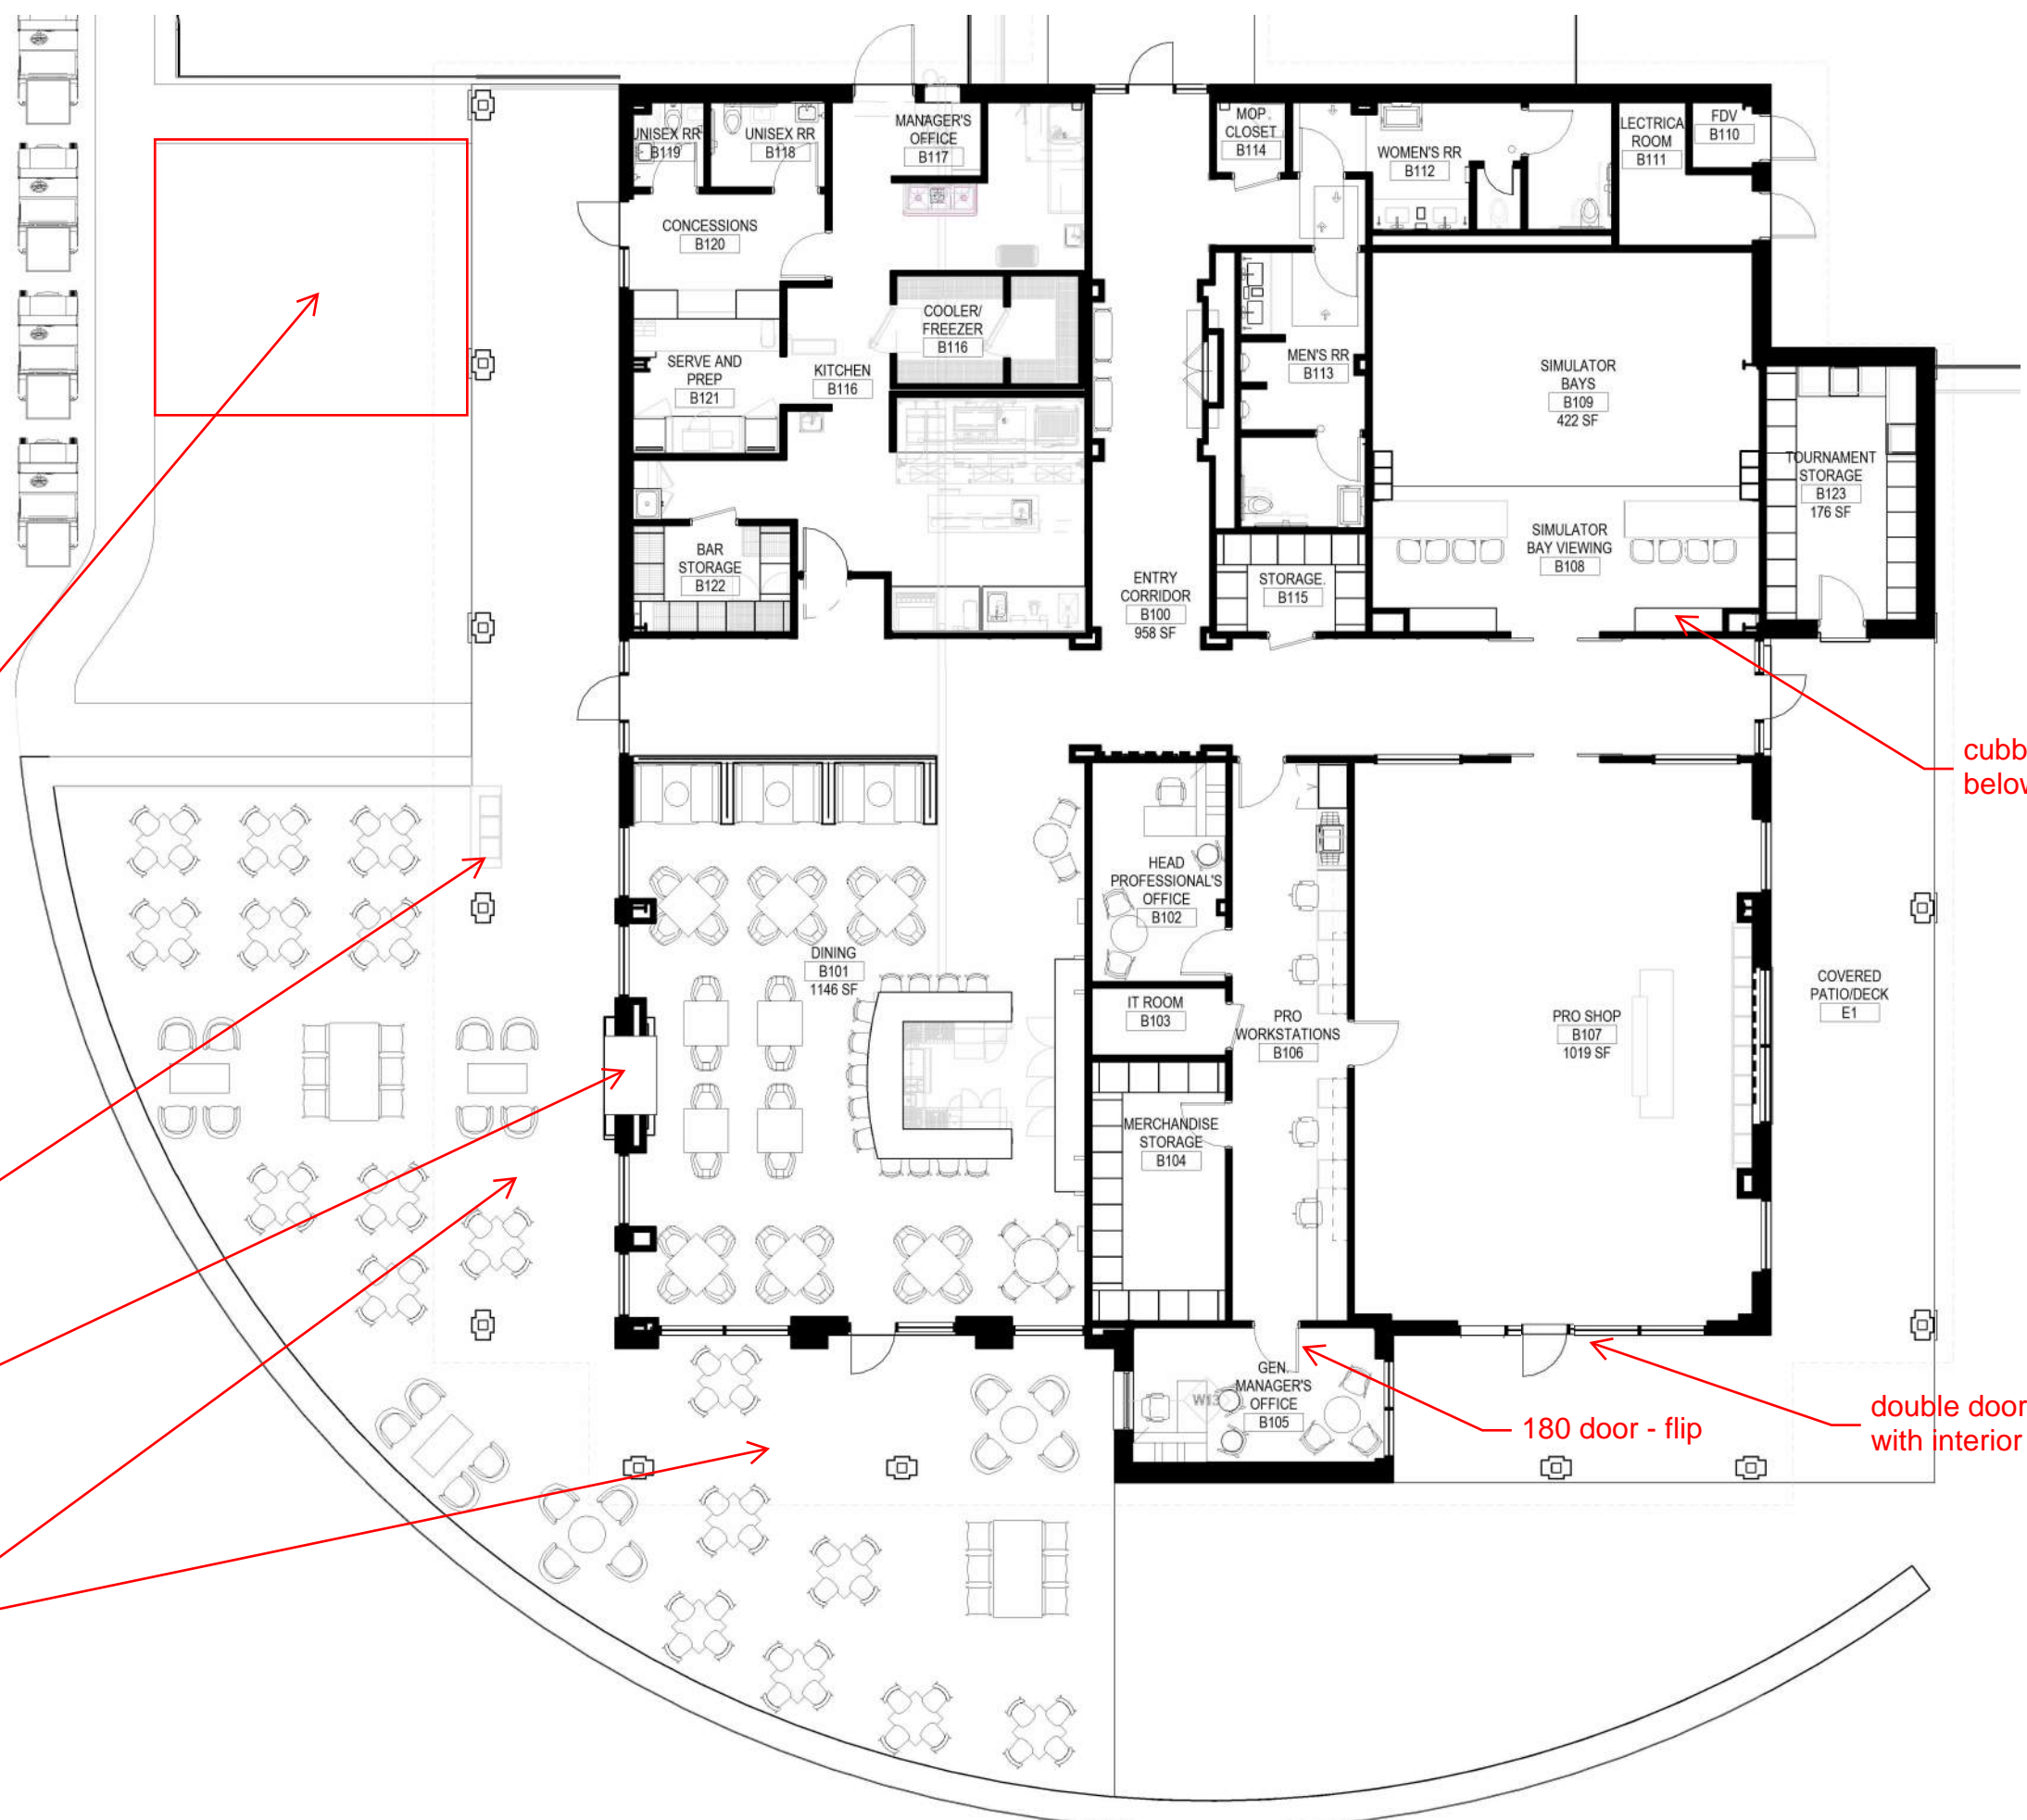 UNISEX RR
B119
UNISEX RR
B118
MANAGER'S
OFFICE
B117
MOP
CLOSET
B114
WOMEN'S RR
B112
LECTRICA
ROOM
B111
FDV
B110
CONCESSIONS
B120
COOLER/
FREEZER
B116
SERVE AND
PREP
B121
KITCHEN
B116
MEN'S RR
B113
SIMULATOR
BAYS
B109
422 SF
TOURNAMENT
STORAGE
B123
176 SF
SIMULATOR
BAY VIEWING
B108
BAR
STORAGE
B122
ENTRY
CORRIDOR
B100
958 SF
STORAGE.
B115
cubb
below
HEAD
PROFESSIONAL'S
OFFICE
B102
DINING
B101
1146 SF
IT ROOM
B103
PRO
WORKSTATIONS
B106
PRO SHOP
B107
1019 SF
COVERED
PATIO/DECK
E1
MERCHANDISE
STORAGE
B104
GEN.
MANAGER'S
OFFICE
B105
W13
180 door - flip
double door
with interior